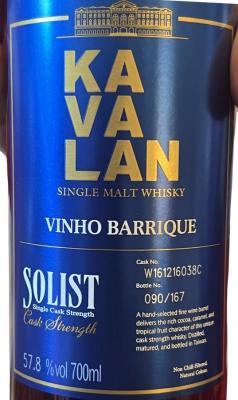 KA
VA
LAN
SINGLE MALT WHISKY
VINHO BARRIQUE
Cask No.
W161216038C
Bottle No.
090/167
SOLIST
Single Cask Strength
Cask Strength
57.8 %vol 700ml
A hand-selected fine wine barrel
delivers the rich cocoa, caramel, and
tropical fruit character of this unique
cask strength whisky. Distilled,
matured, and bottled in Taiwan.
Non Chill-filtered.
Natural Colour.